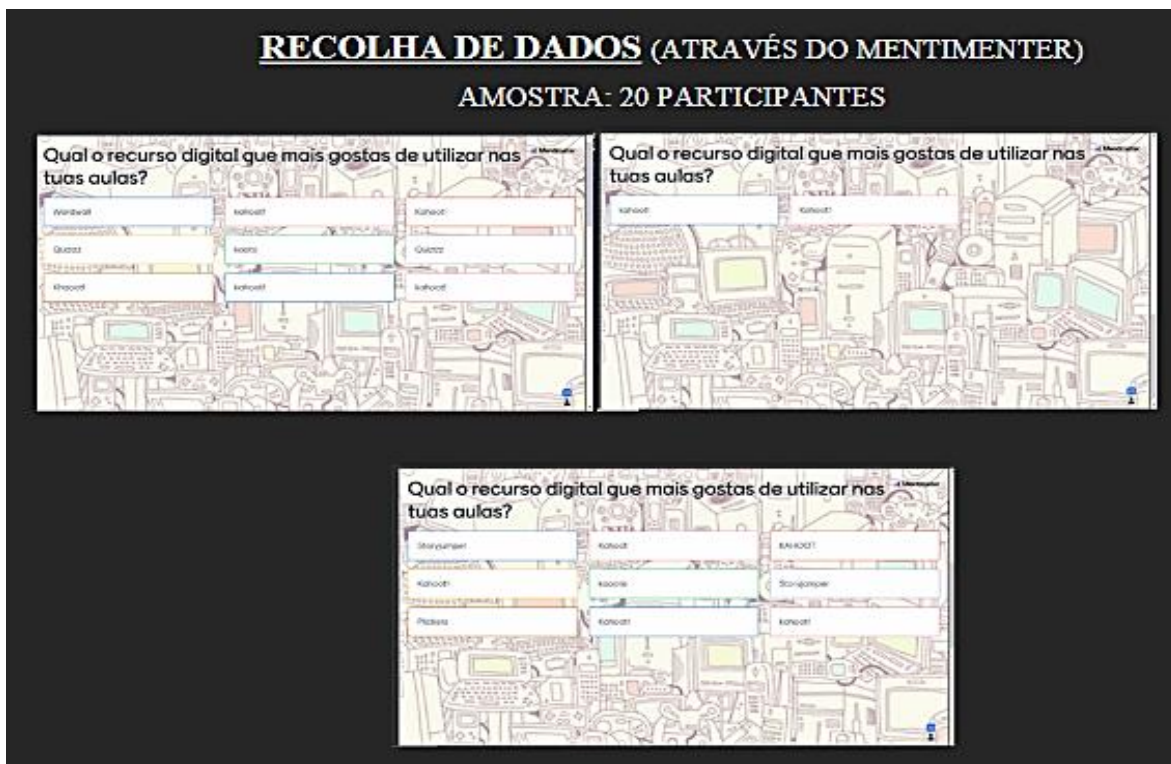 RECOLHA DE DADOS (ATRAVÉS DO MENTIMENTER)
AMOSTRA: 20 PARTICIPANTES
Qual o recurso digital que mais gostas de utilizar nas
tuas aulas?
Wordwall
kahoot!
Kahoot!
Quizizz
Quizizz
kahoot!
kahoot!
Qual o recurso digital que mais gostas de utilizar nas
tuas aulas?
kahoot!
Kahoot!
Qual o recurso digital que mais gostas de utilizar nas
tuas aulas?
Storyjumper
Kahoot
KAHOOT!
Kahoot!
Storyjumper
Plickers
Kahoot!
kahoot!